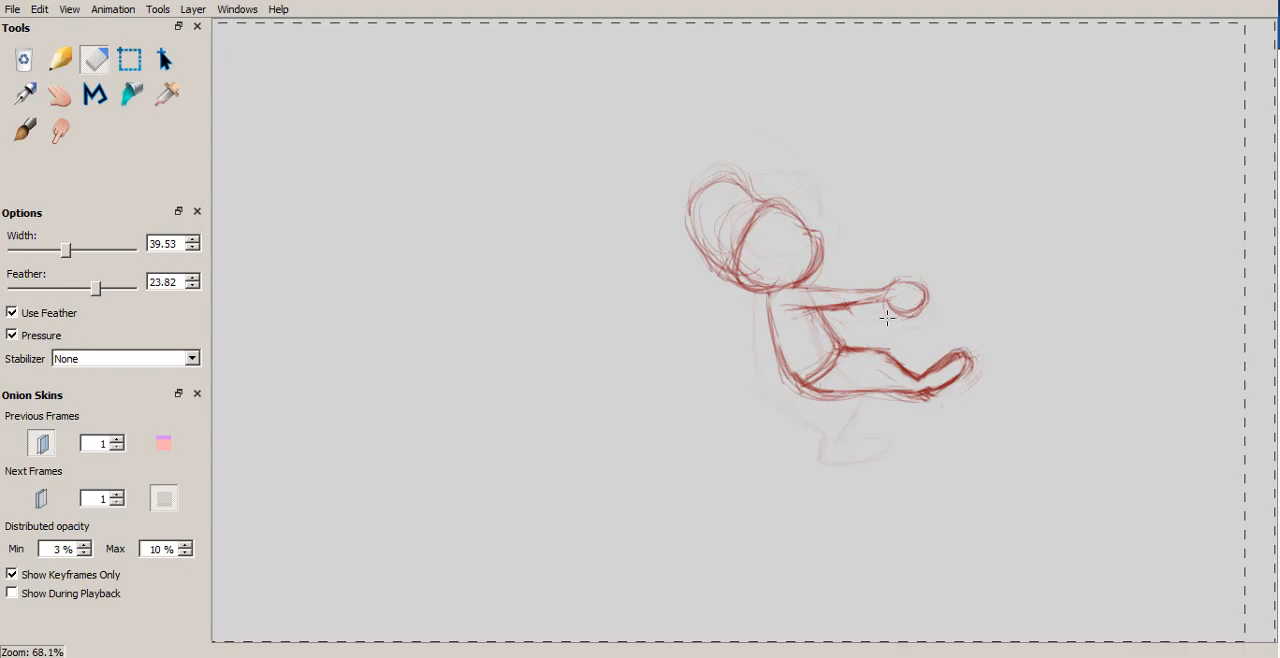 File Edit View Animation Tools Layer Windows Help
Tools
Options
Width:
39.53
Feather:
23.82
Use Feather
Pressure
Stabilizer None
Onion Skins
Previous Frames
1
Next Frames
1
Distributed opacity
Min 3 % Max 10 %
Show Keyframes Only
Show During Playback
Zoom: 68.1%